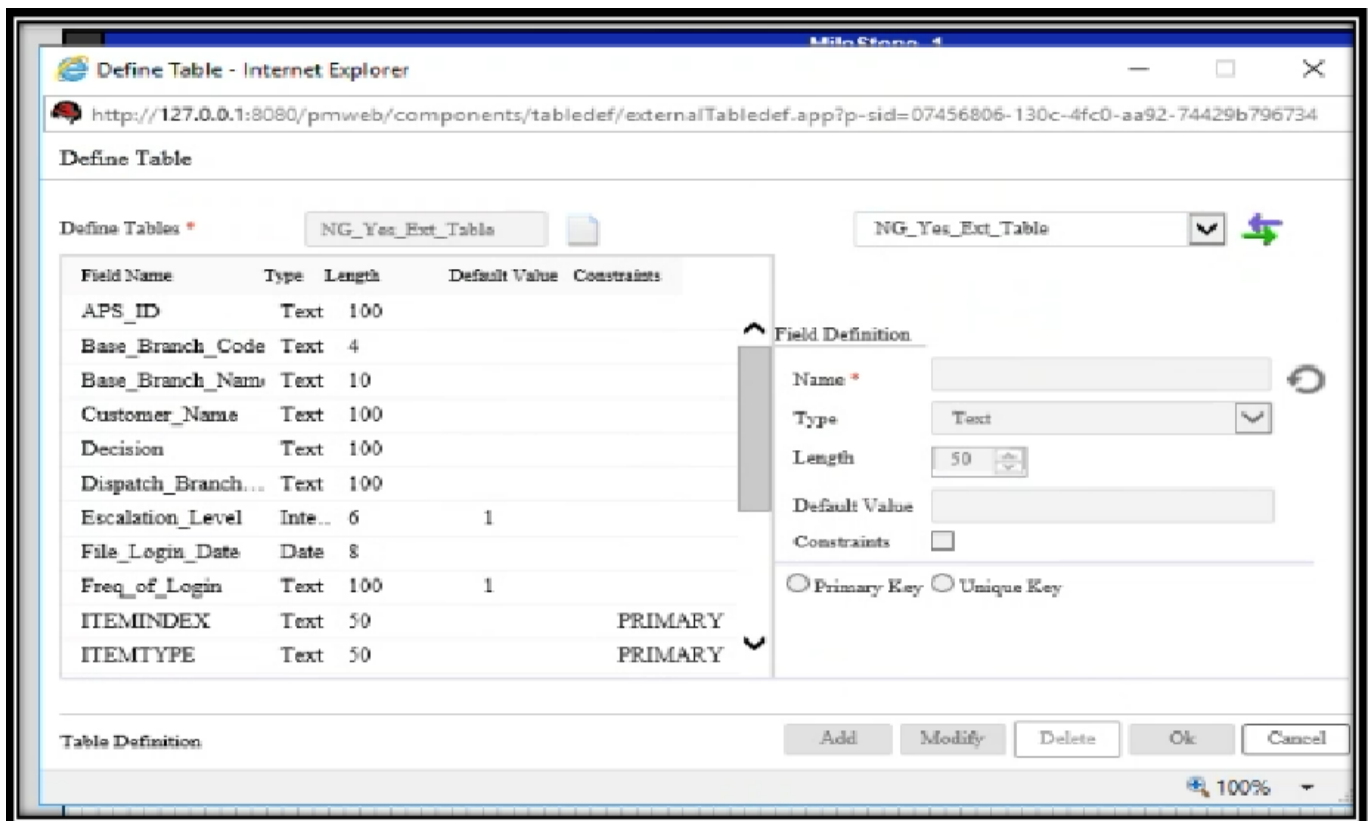 MileStone_1
Define Table - Internet Explorer
http://127.0.0.1:8080/pmweb/components/tabledef/externalTabledef.app?p-sid=07456806-130c-4fc0-aa92-74429b796734
Define Table
Define Tables * NG_Yes_Ext_Table NG_Yes_Ext_Table
Field Name Type Length Default Value Constraints
APS_ID Text 100
Base_Branch_Code Text 4
Base_Branch_Nam Text 10
Customer_Name Text 100
Decision Text 100
Dispatch_Branch... Text 100
Escalation_Level Inte... 6 1
File_Login_Date Date 8
Freq_of_Login Text 100 1
ITEMINDEX Text 50 PRIMARY
ITEMTYPE Text 50 PRIMARY
Field Definition
Name *
Type Text
Length 50
Default Value
Constraints
Primary Key Unique Key
Table Definition Add Modify Delete Ok Cancel
100%